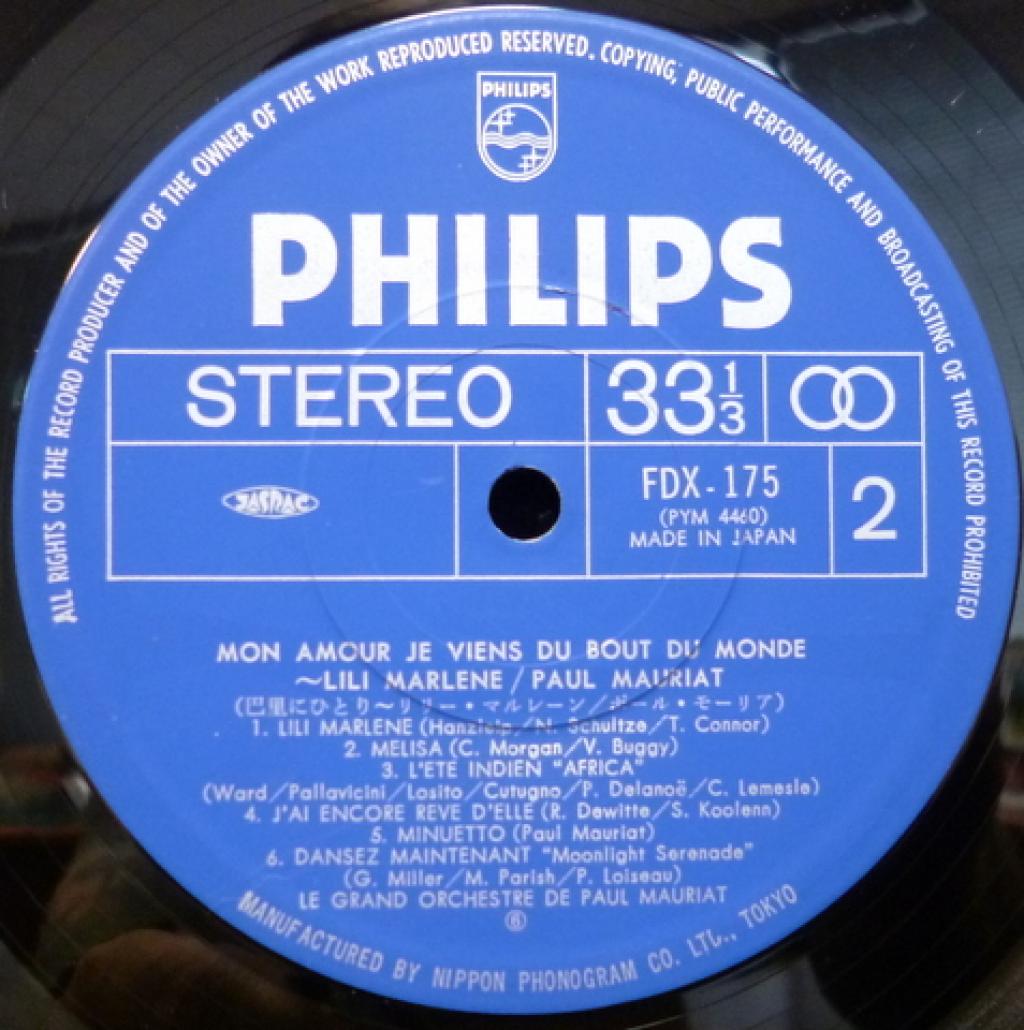 ALL RIGHTS OF THE RECORD PRODUCER AND OF THE OWNER OF THE WORK REPRODUCED RESERVED. COPYING, PUBLIC PERFORMANCE AND BROADCASTING OF THIS RECORD PROHIBITED
PHILIPS
PHILIPS
STEREO 33 1/3
JASRAC
FDX-175
(PYM 4460)
MADE IN JAPAN
2
MON AMOUR JE VIENS DU BOUT DU MONDE
~LILI MARLENE/PAUL MAURIAT
(巴里にひとり~リリー・マルレーン/ポール・モーリア)
1. LILI MARLENE (Hanzleip/N. Schultze/T. Connor)
2. MELISA (C. Morgan/V. Buggy)
3. L'ETE INDIEN "AFRICA"
(Ward/Pallavicini/Losito/Cutugno/P. Delanoë/C. Lemesle)
4. J'AI ENCORE REVE D'ELLE (R. Dewitte/S. Koolenn)
5. MINUETTO (Paul Mauriat)
6. DANSEZ MAINTENANT "Moonlight Serenade"
(G. Miller/M. Parish/P. Loiseau)
LE GRAND ORCHESTRE DE PAUL MAURIAT
Ⓖ
MANUFACTURED BY NIPPON PHONOGRAM CO. LTD., TOKYO